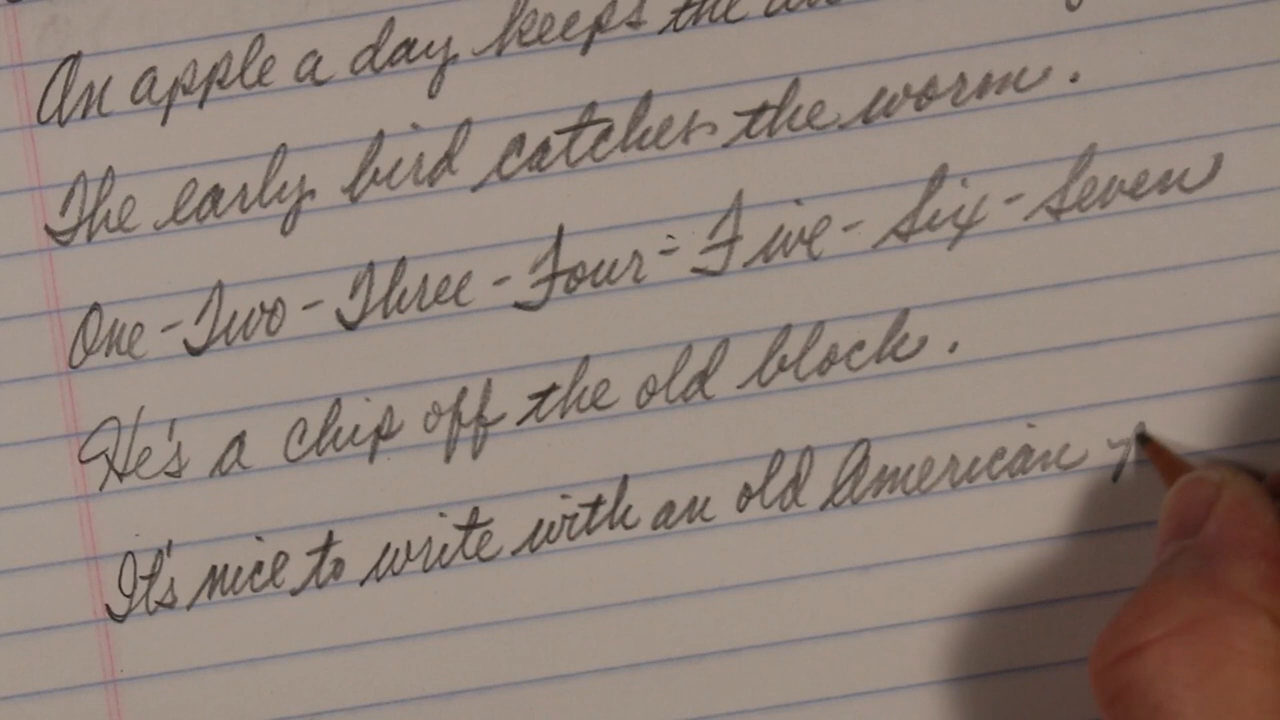 An apple a day keeps the
The early bird catches the worm.
One-Two-Three-Four=Five-Six-Seven
He's a chip off the old block.
It's nice to write with an old American